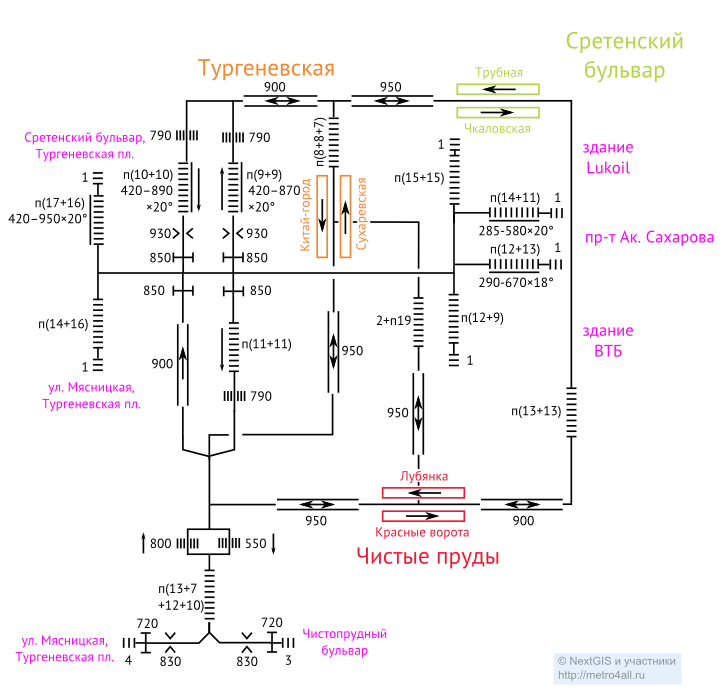 Сретенский
бульвар
Тургеневская
900
950
Трубная
Чкаловская
Сретенский бульвар,
Тургеневская пл.
790
790
п(8+8+7)
1
здание
Lukoil
1
п(10+10)
420–890
×20°
п(9+9)
420–870
×20°
п(15+15)
п(17+16)
420–950×20°
Китай-город
Сухаревская
п(14+11)
1
285-580×20°
930
930
пр-т Ак. Сахарова
850
850
п(12+13)
1
290-670×18°
850
850
п(14+16)
2+п19
п(12+9)
здание
ВТБ
п(11+11)
950
900
1
1
ул. Мясницкая,
Тургеневская пл.
790
950
п(13+13)
Лубянка
950
900
Красные ворота
Чистые пруды
800
550
п(13+7
+12+10)
720
720
ул. Мясницкая,
Тургеневская пл.
Чистопрудный
бульвар
4
830
830
3
© NextGIS и участники
http://metro4all.ru